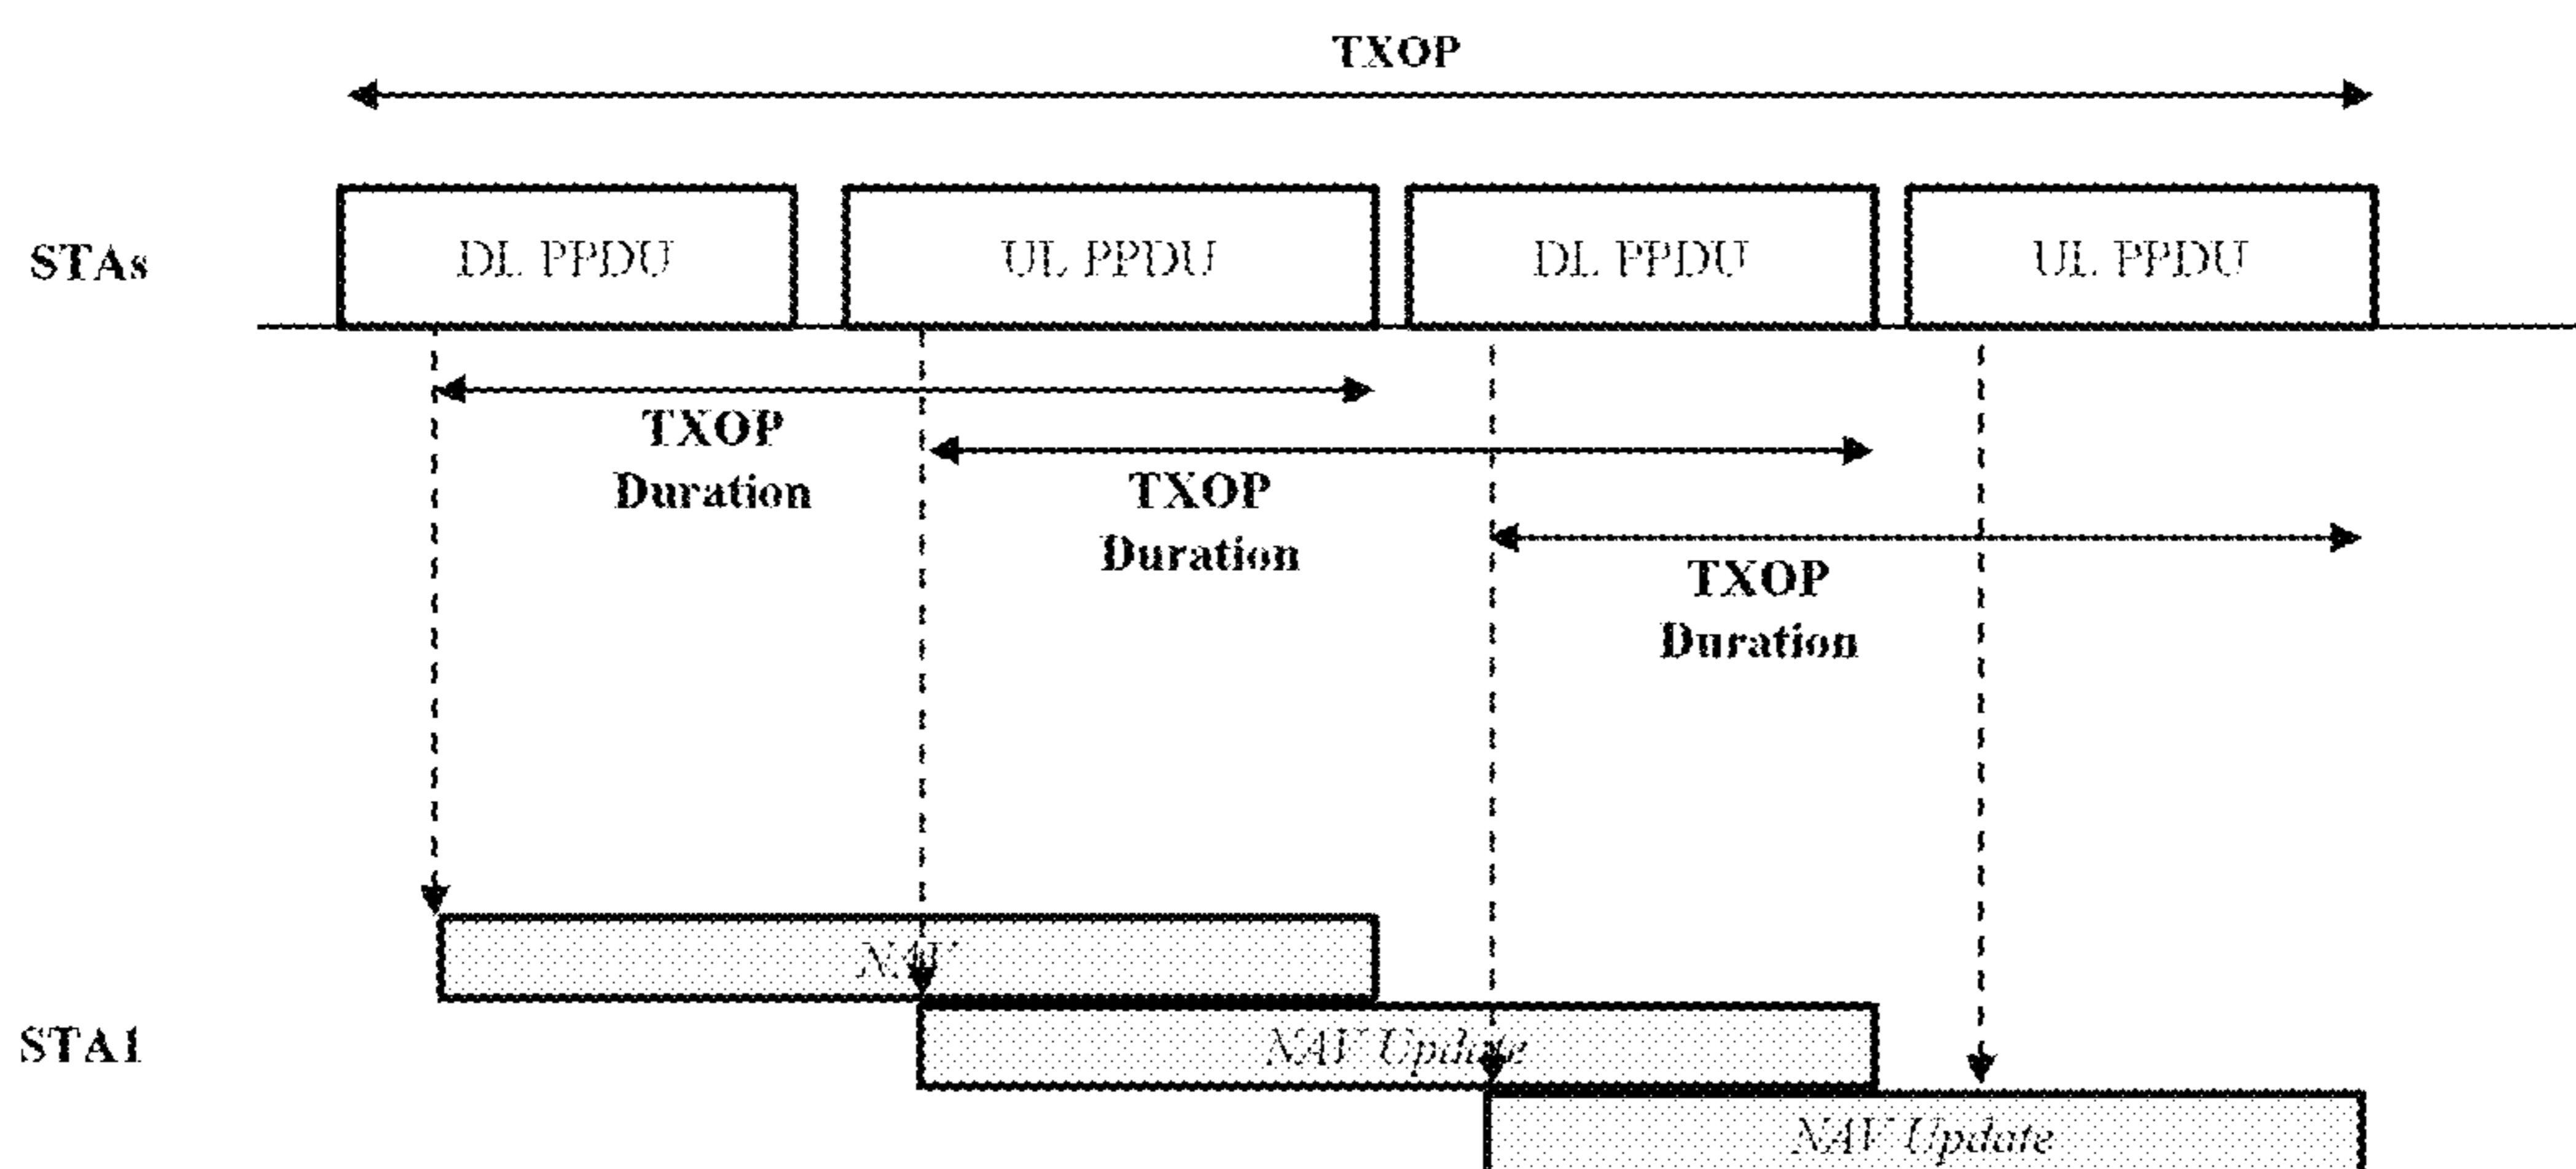 TXOP
STAs
DL PPDU
UL PPDU
DL PPDU
UL PPDU
TXOP
Duration
TXOP
Duration
TXOP
Duration
NAV
STA1
NAV Update
NAV Update